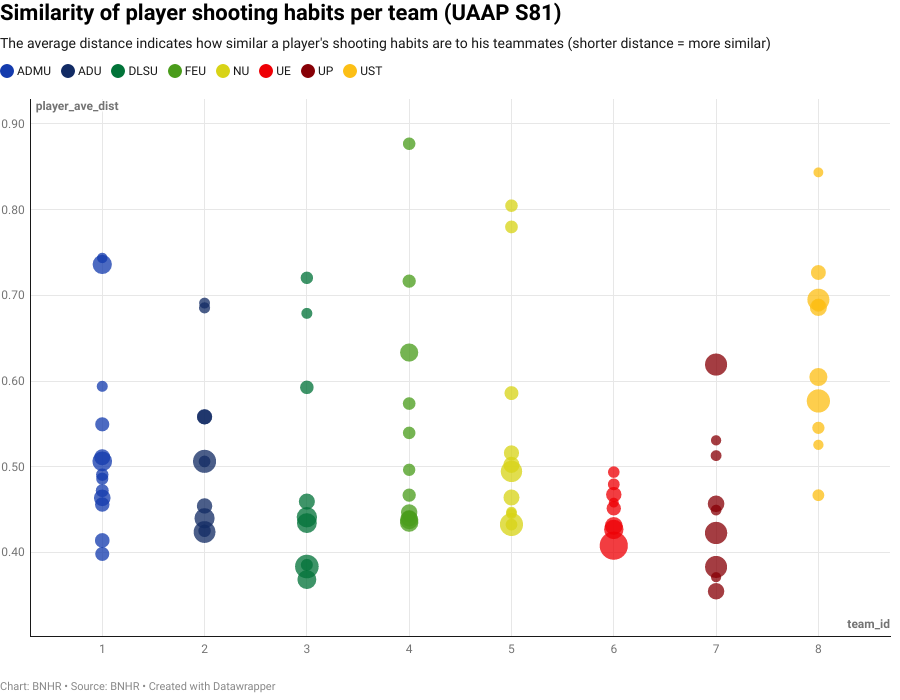 Similarity of player shooting habits per team (UAAP S81)
The average distance indicates how similar a player's shooting habits are to his teammates (shorter distance = more similar)
ADMU ADU DLSU FEU NU UE UP UST
player_ave_dist
0.90
0.80
0.70
0.60
0.50
0.40
team_id
1 2 3 4 5 6 7 8
Chart: BNHR • Source: BNHR • Created with Datawrapper